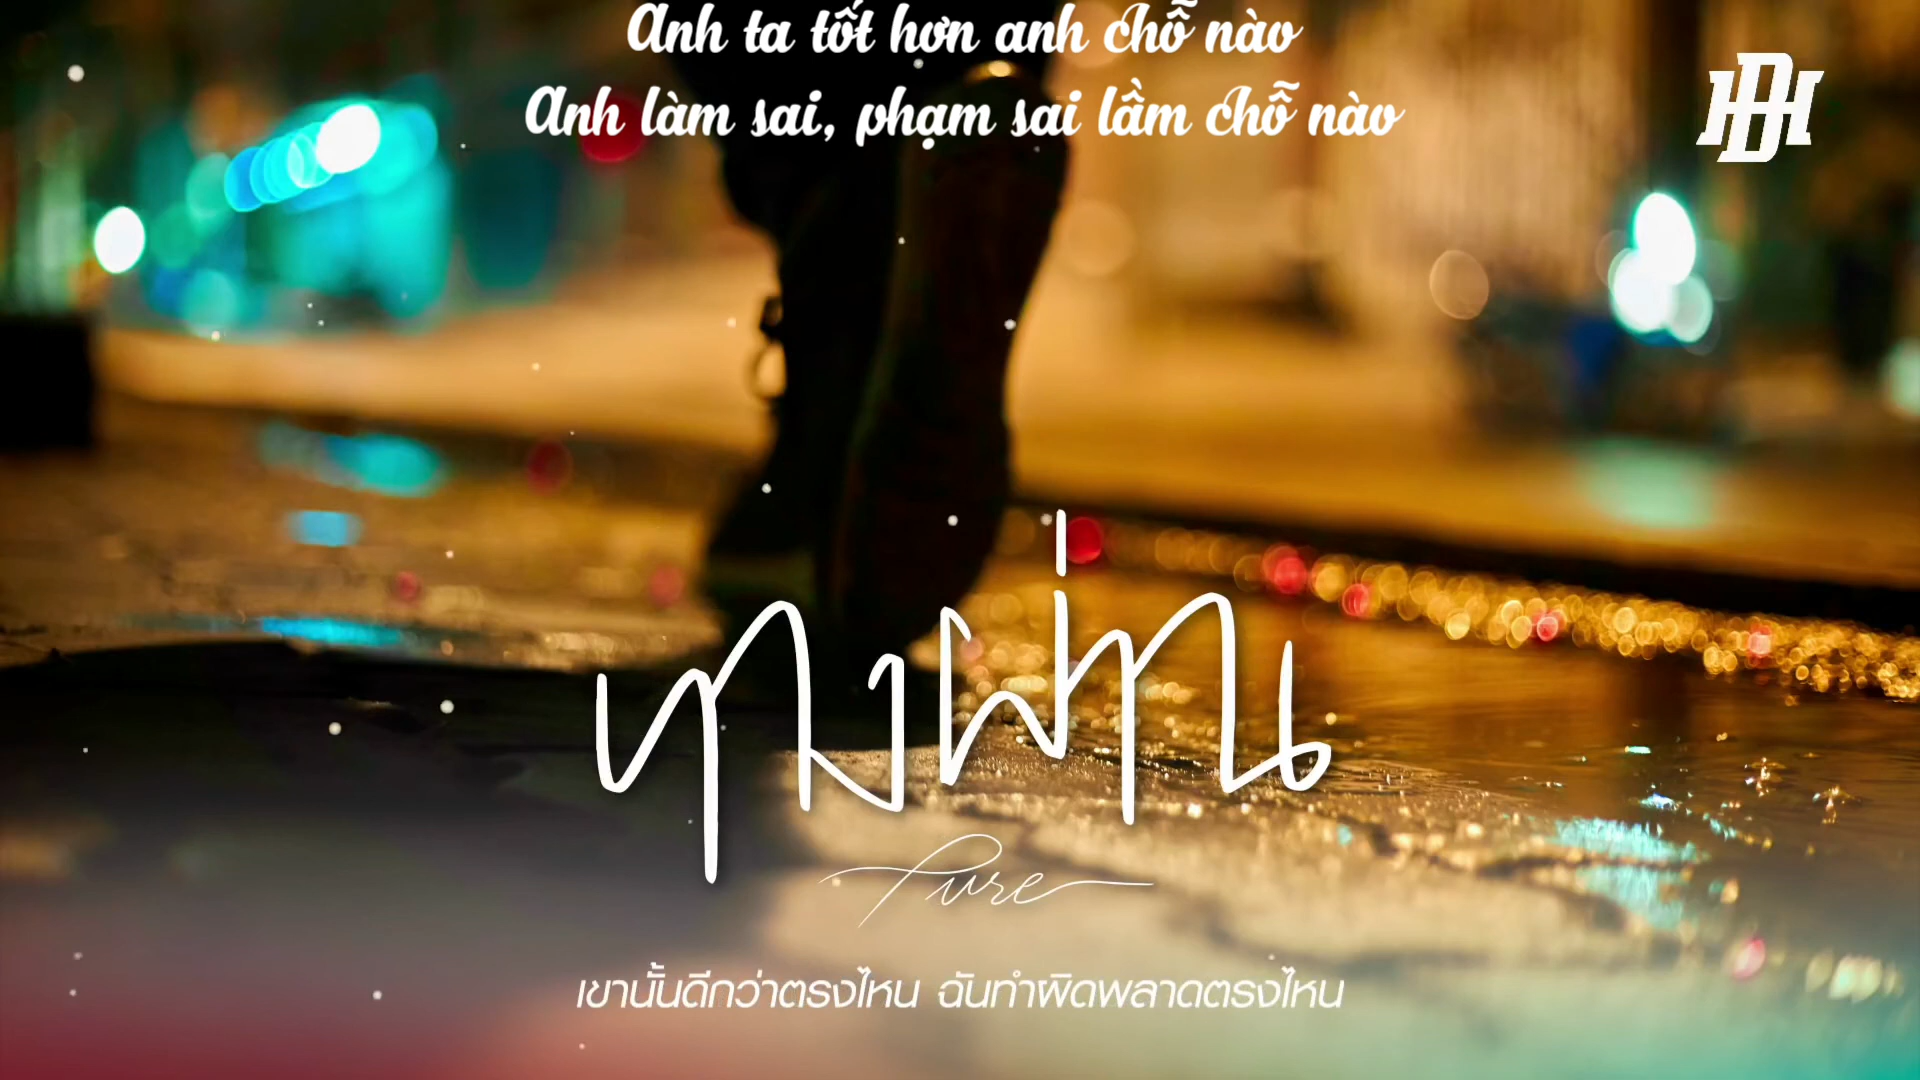 Anh ta tốt hơn anh chỗ nào
Anh làm sai, phạm sai lầm chỗ nào
ทางผ่าน
Pure
เขานั้นดีกว่าตรงไหน ฉันทำผิดพลาดตรงไหน